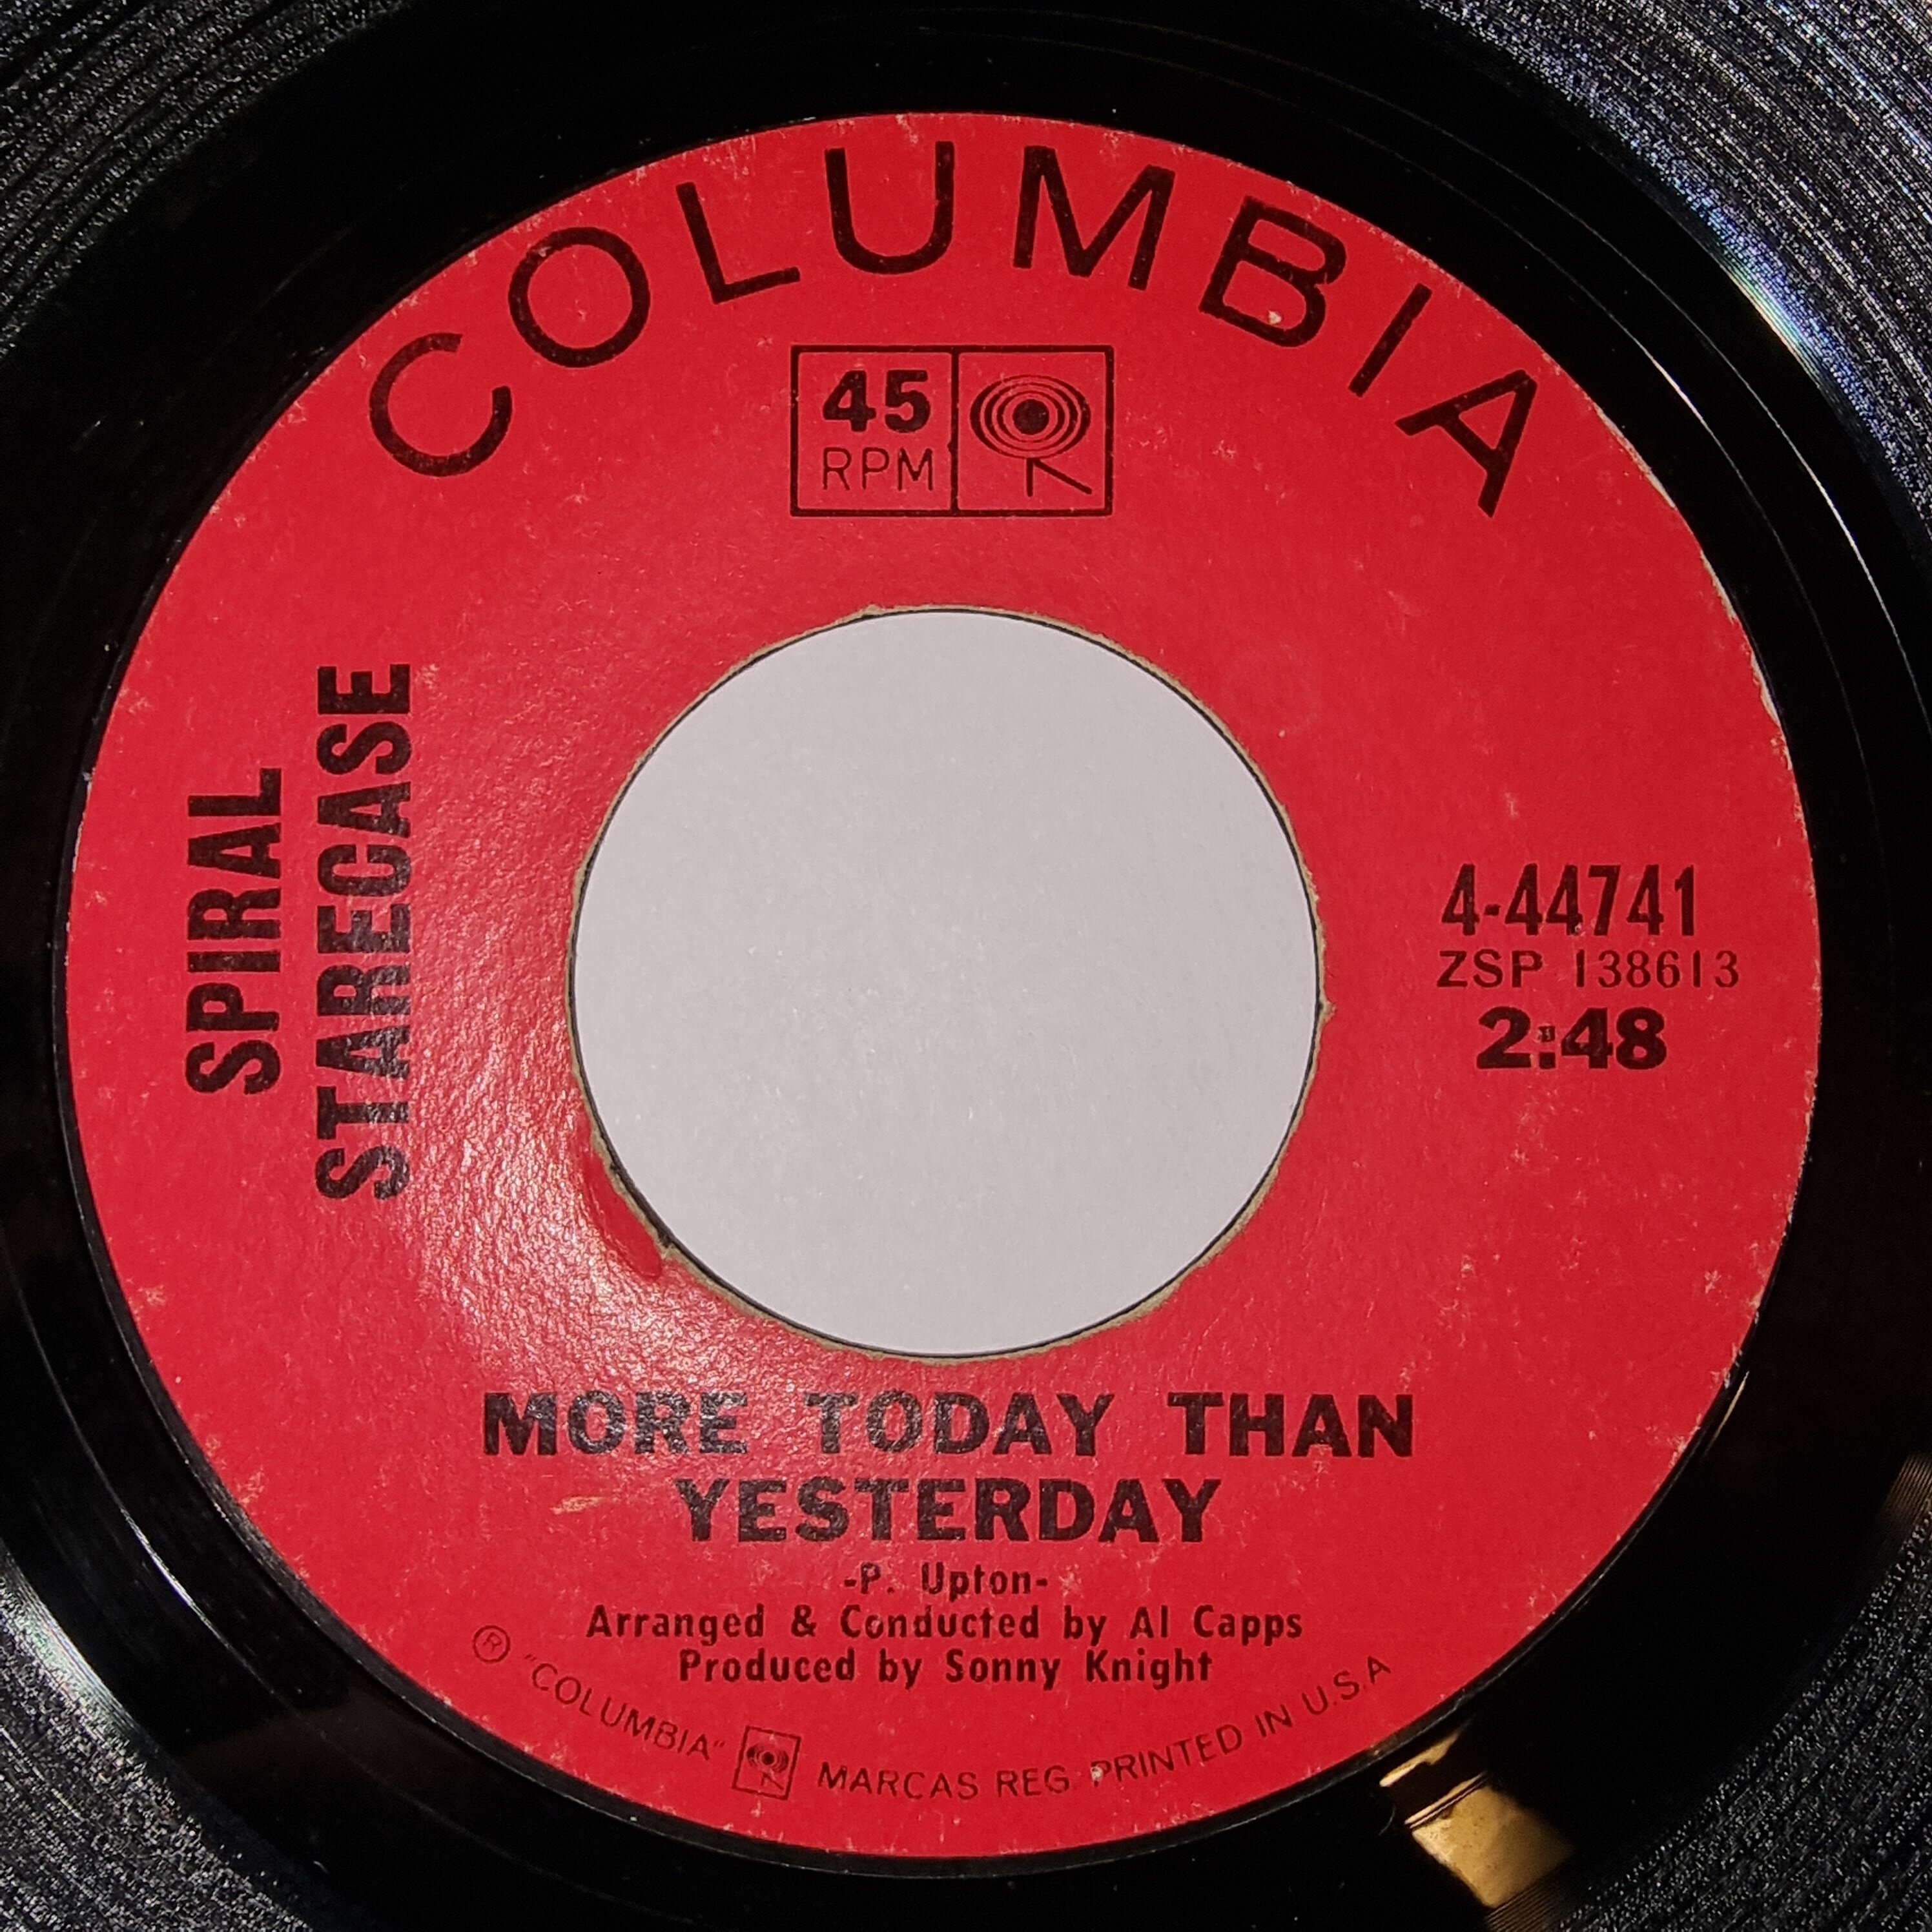 COLUMBIA
45
RPM
SPIRAL
STARECASE
4-44741
ZSP 138613
2:48
MORE TODAY THAN
YESTERDAY
-P. Upton-
Arranged & Conducted by Al Capps
Produced by Sonny Knight
® "COLUMBIA" MARCAS REG. PRINTED IN U.S.A